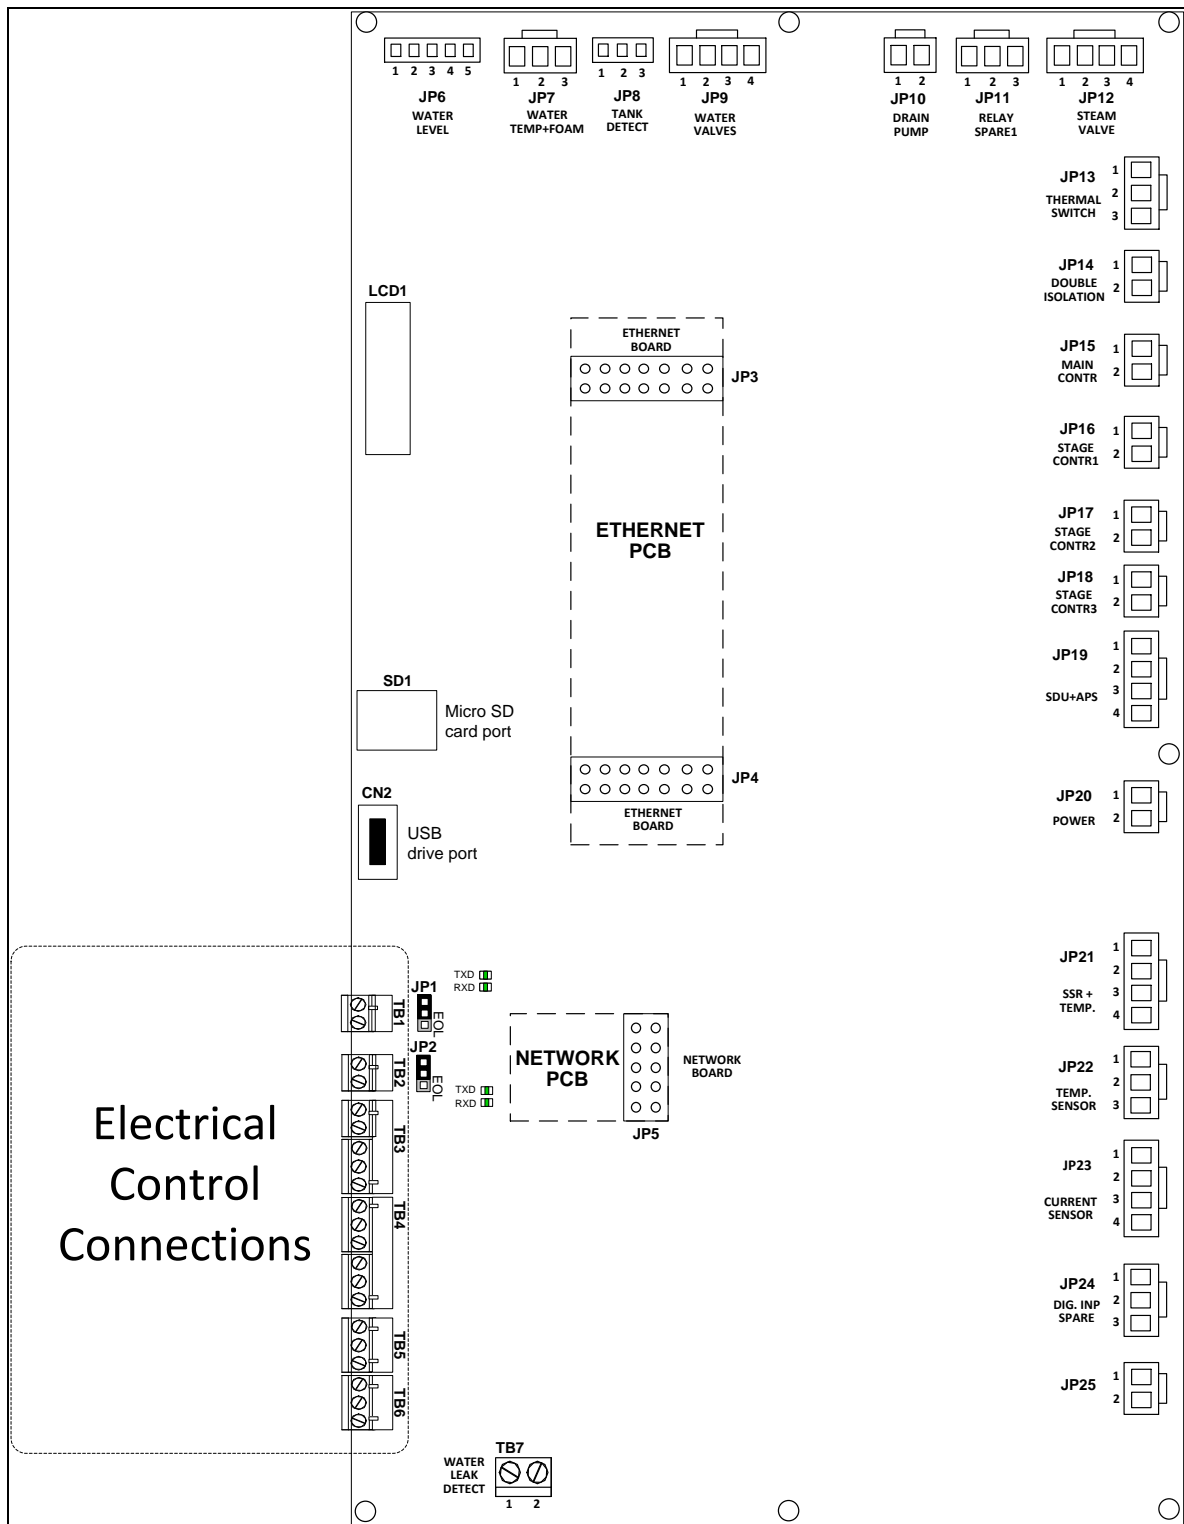 1 2 3 4 5
JP6
WATER
LEVEL
1 2 3
JP7
WATER
TEMP+FOAM
1 2 3
JP8
TANK
DETECT
1 2 3 4
JP9
WATER
VALVES
1 2
JP10
DRAIN
PUMP
1 2 3
JP11
RELAY
SPARE1
1 2 3 4
JP12
STEAM
VALVE
JP13
THERMAL
SWITCH
1
2
3
JP14
DOUBLE
ISOLATION
1
2
JP15
MAIN
CONTR
1
2
JP16
STAGE
CONTR1
1
2
JP17
STAGE
CONTR2
1
2
JP18
STAGE
CONTR3
1
2
JP19
SDU+APS
1
2
3
4
JP20
POWER
1
2
JP21
SSR +
TEMP.
1
2
3
4
JP22
TEMP.
SENSOR
1
2
3
JP23
CURRENT
SENSOR
1
2
3
4
JP24
DIG. INP
SPARE
1
2
3
JP25
1
2
LCD1
ETHERNET
BOARD
JP3
ETHERNET
PCB
JP4
ETHERNET
BOARD
SD1
Micro SD
card port
CN2
USB
drive port
TXD
RXD
JP1
EOL
TB1
JP2
EOL
TB2
TXD
RXD
NETWORK
PCB
NETWORK
BOARD
JP5
TB3
TB4
TB5
TB6
Electrical
Control
Connections
TB7
WATER
LEAK
DETECT
1 2